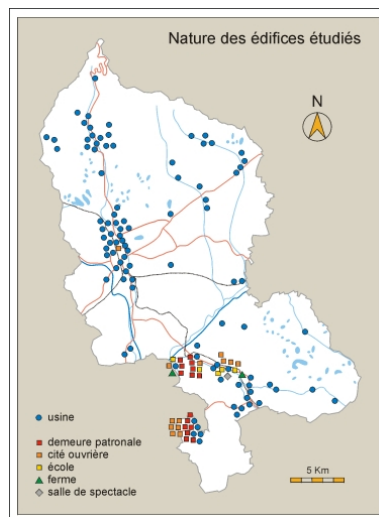 Nature des édifices étudiés
N
usine
demeure patronale
cité ouvrière
école
ferme
salle de spectacle
5 Km